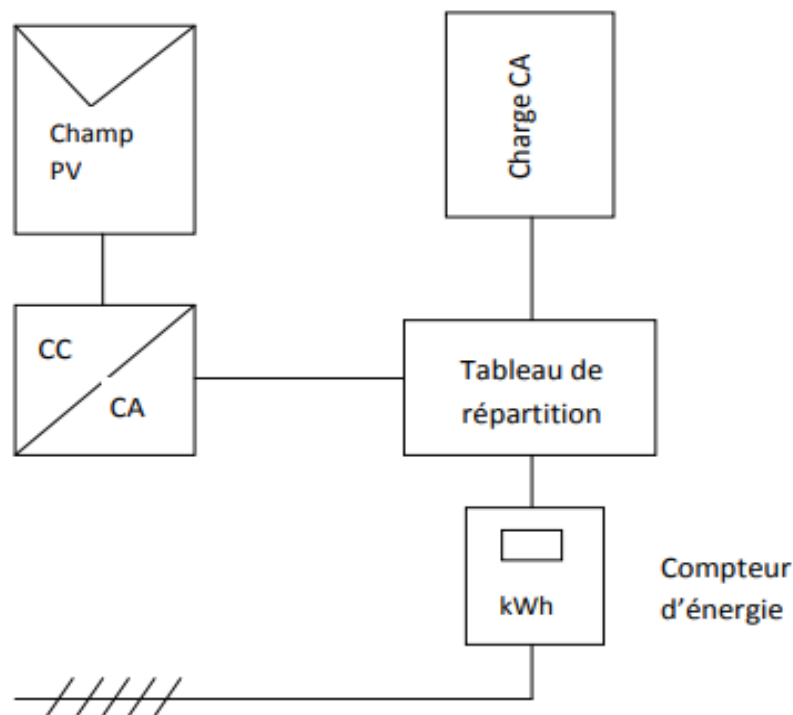 Champ
PV
Charge CA
CC
CA
Tableau de
répartition
kWh
Compteur
d'énergie